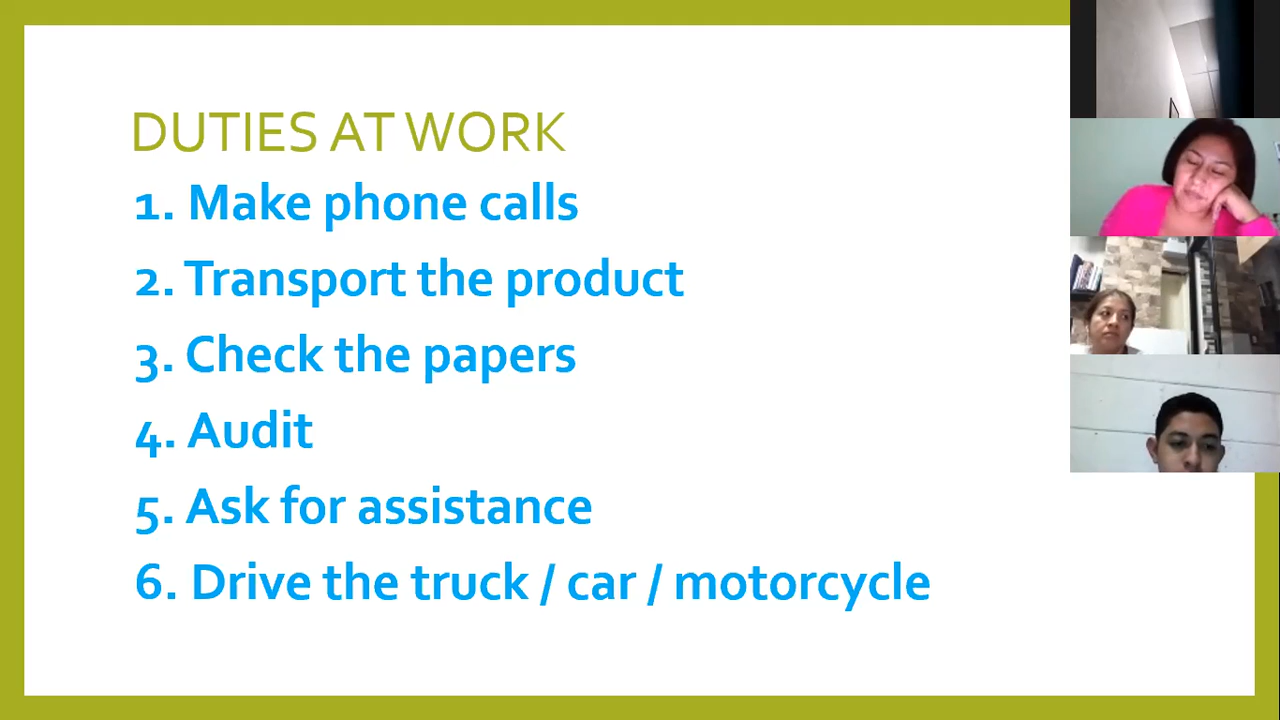 DUTIES AT WORK
1. Make phone calls
2. Transport the product
3. Check the papers
4. Audit
5. Ask for assistance
6. Drive the truck / car / motorcycle